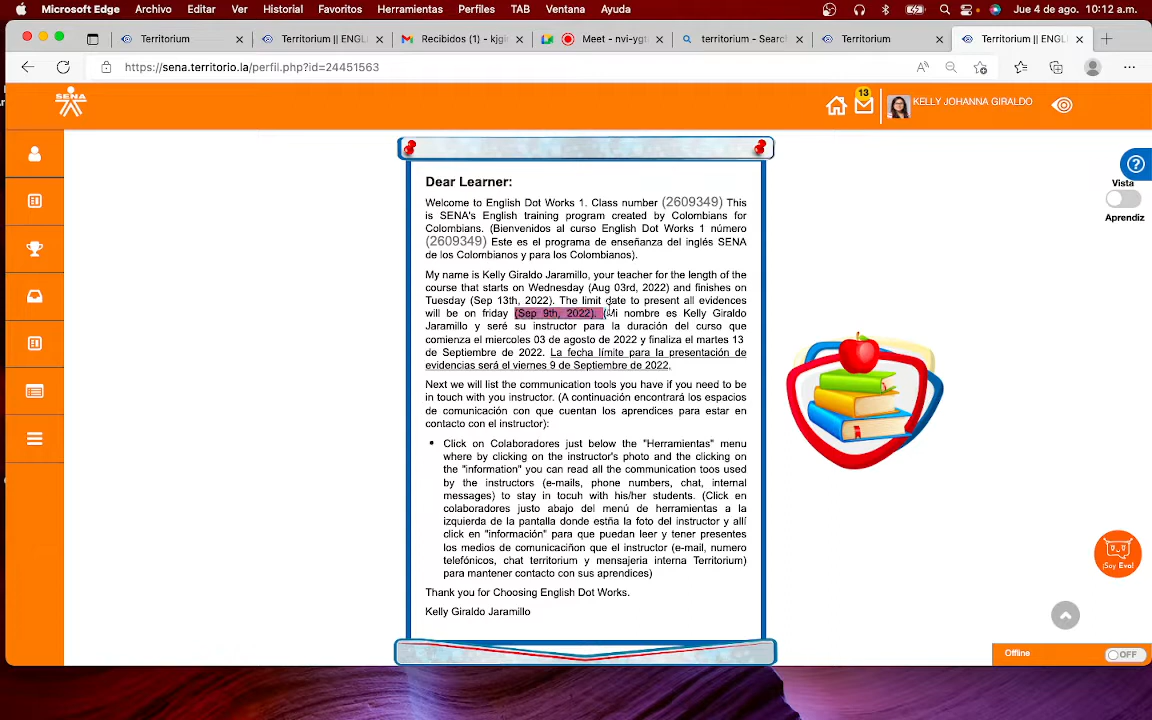 Microsoft Edge Archivo Editar Ver Historial Favoritos Herramientas Perfiles TAB Ventana Ayuda Jue 4 de ago. 10:12 a.m.
Territorium Territorium || ENGL Recibidos (1) - kjgi Meet - nvi-ygt territorium - Searc Territorium Territorium || ENGL
https://sena.territorio.la/perfil.php?id=24451563
SENA 13 KELLY JOHANNA GIRALDO
Dear Learner:
Welcome to English Dot Works 1. Class number (2609349) This
is SENA's English training program created by Colombians for
Colombians. (Bienvenidos al curso English Dot Works 1 número
(2609349) Este es el programa de enseñanza del inglés SENA
de los Colombianos y para los Colombianos).
My name is Kelly Giraldo Jaramillo, your teacher for the length of the
course that starts on Wednesday (Aug 03rd, 2022) and finishes on
Tuesday (Sep 13th, 2022). The limit date to present all evidences
will be on friday (Sep 9th, 2022). (Mi nombre es Kelly Giraldo
Jaramillo y seré su instructor para la duración del curso que
comienza el miercoles 03 de agosto de 2022 y finaliza el martes 13
de Septiembre de 2022. La fecha límite para la presentación de
evidencias será el viernes 9 de Septiembre de 2022.
Next we will list the communication tools you have if you need to be
in touch with you instructor. (A continuación encontrará los espacios
de comunicación con que cuentan los aprendices para estar en
contacto con el instructor):
• Click on Colaboradores just below the "Herramientas" menu
where by clicking on the instructor's photo and the clicking on
the "information" you can read all the communication toos used
by the instructors (e-mails, phone numbers, chat, internal
messages) to stay in tocuh with his/her students. (Click en
colaboradores justo abajo del menú de herramientas a la
izquierda de la pantalla donde estña la foto del instructor y allí
click en "información" para que puedan leer y tener presentes
los medios de comunicaciñon que el instructor (e-mail, numero
telefónicos, chat territorium y mensajeria interna Territorium)
para mantener contacto con sus aprendices)
Thank you for Choosing English Dot Works.
Kelly Giraldo Jaramillo
Vista
Aprendiz
¡Soy Evo!
Offline OFF